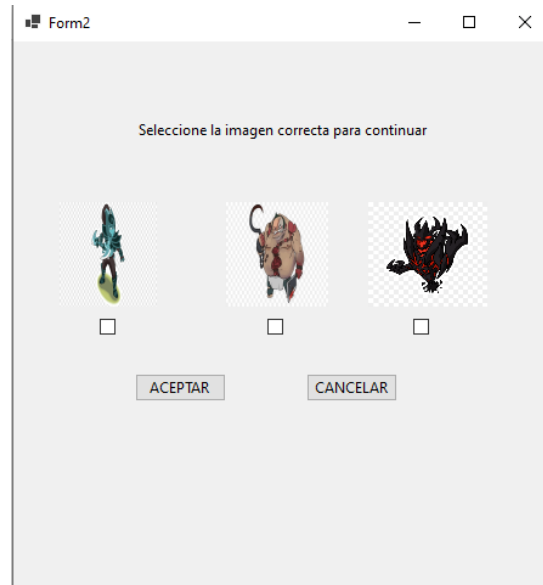 Form2
Seleccione la imagen correcta para continuar
ACEPTAR
CANCELAR